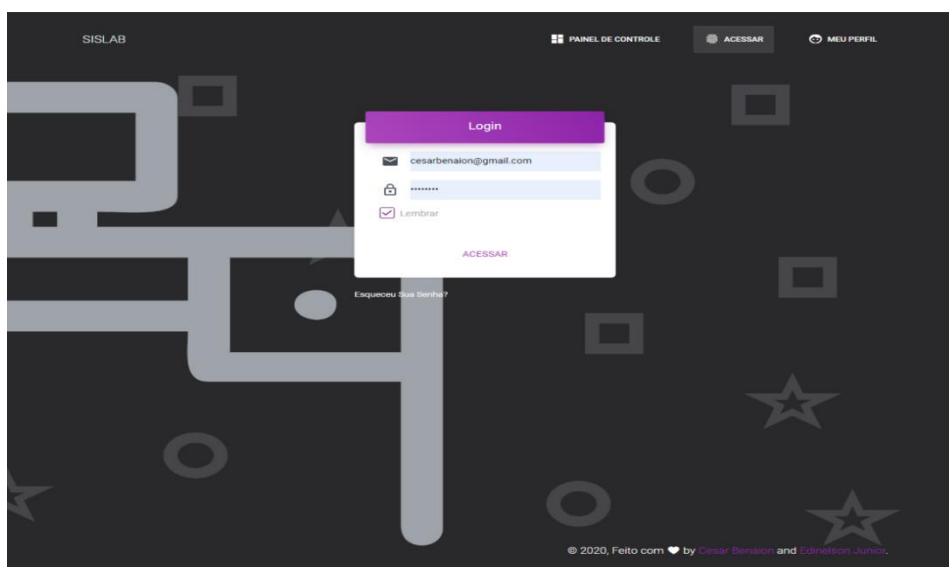 SISLAB
PAINEL DE CONTROLE
ACESSAR
MEU PERFIL
Login
cesarbenaion@gmail.com
········
Lembrar
ACESSAR
Esqueceu Sua Senha?
© 2020, Feito com by Cesar Benaion and Edinelson Junior.